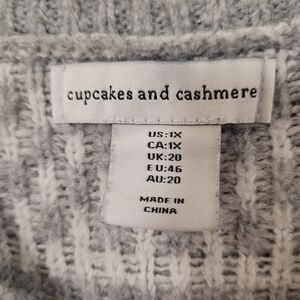 cupcakes and cashmere
US:1X
CA:1X
UK:20
EU:46
AU:20
MADE IN
CHINA